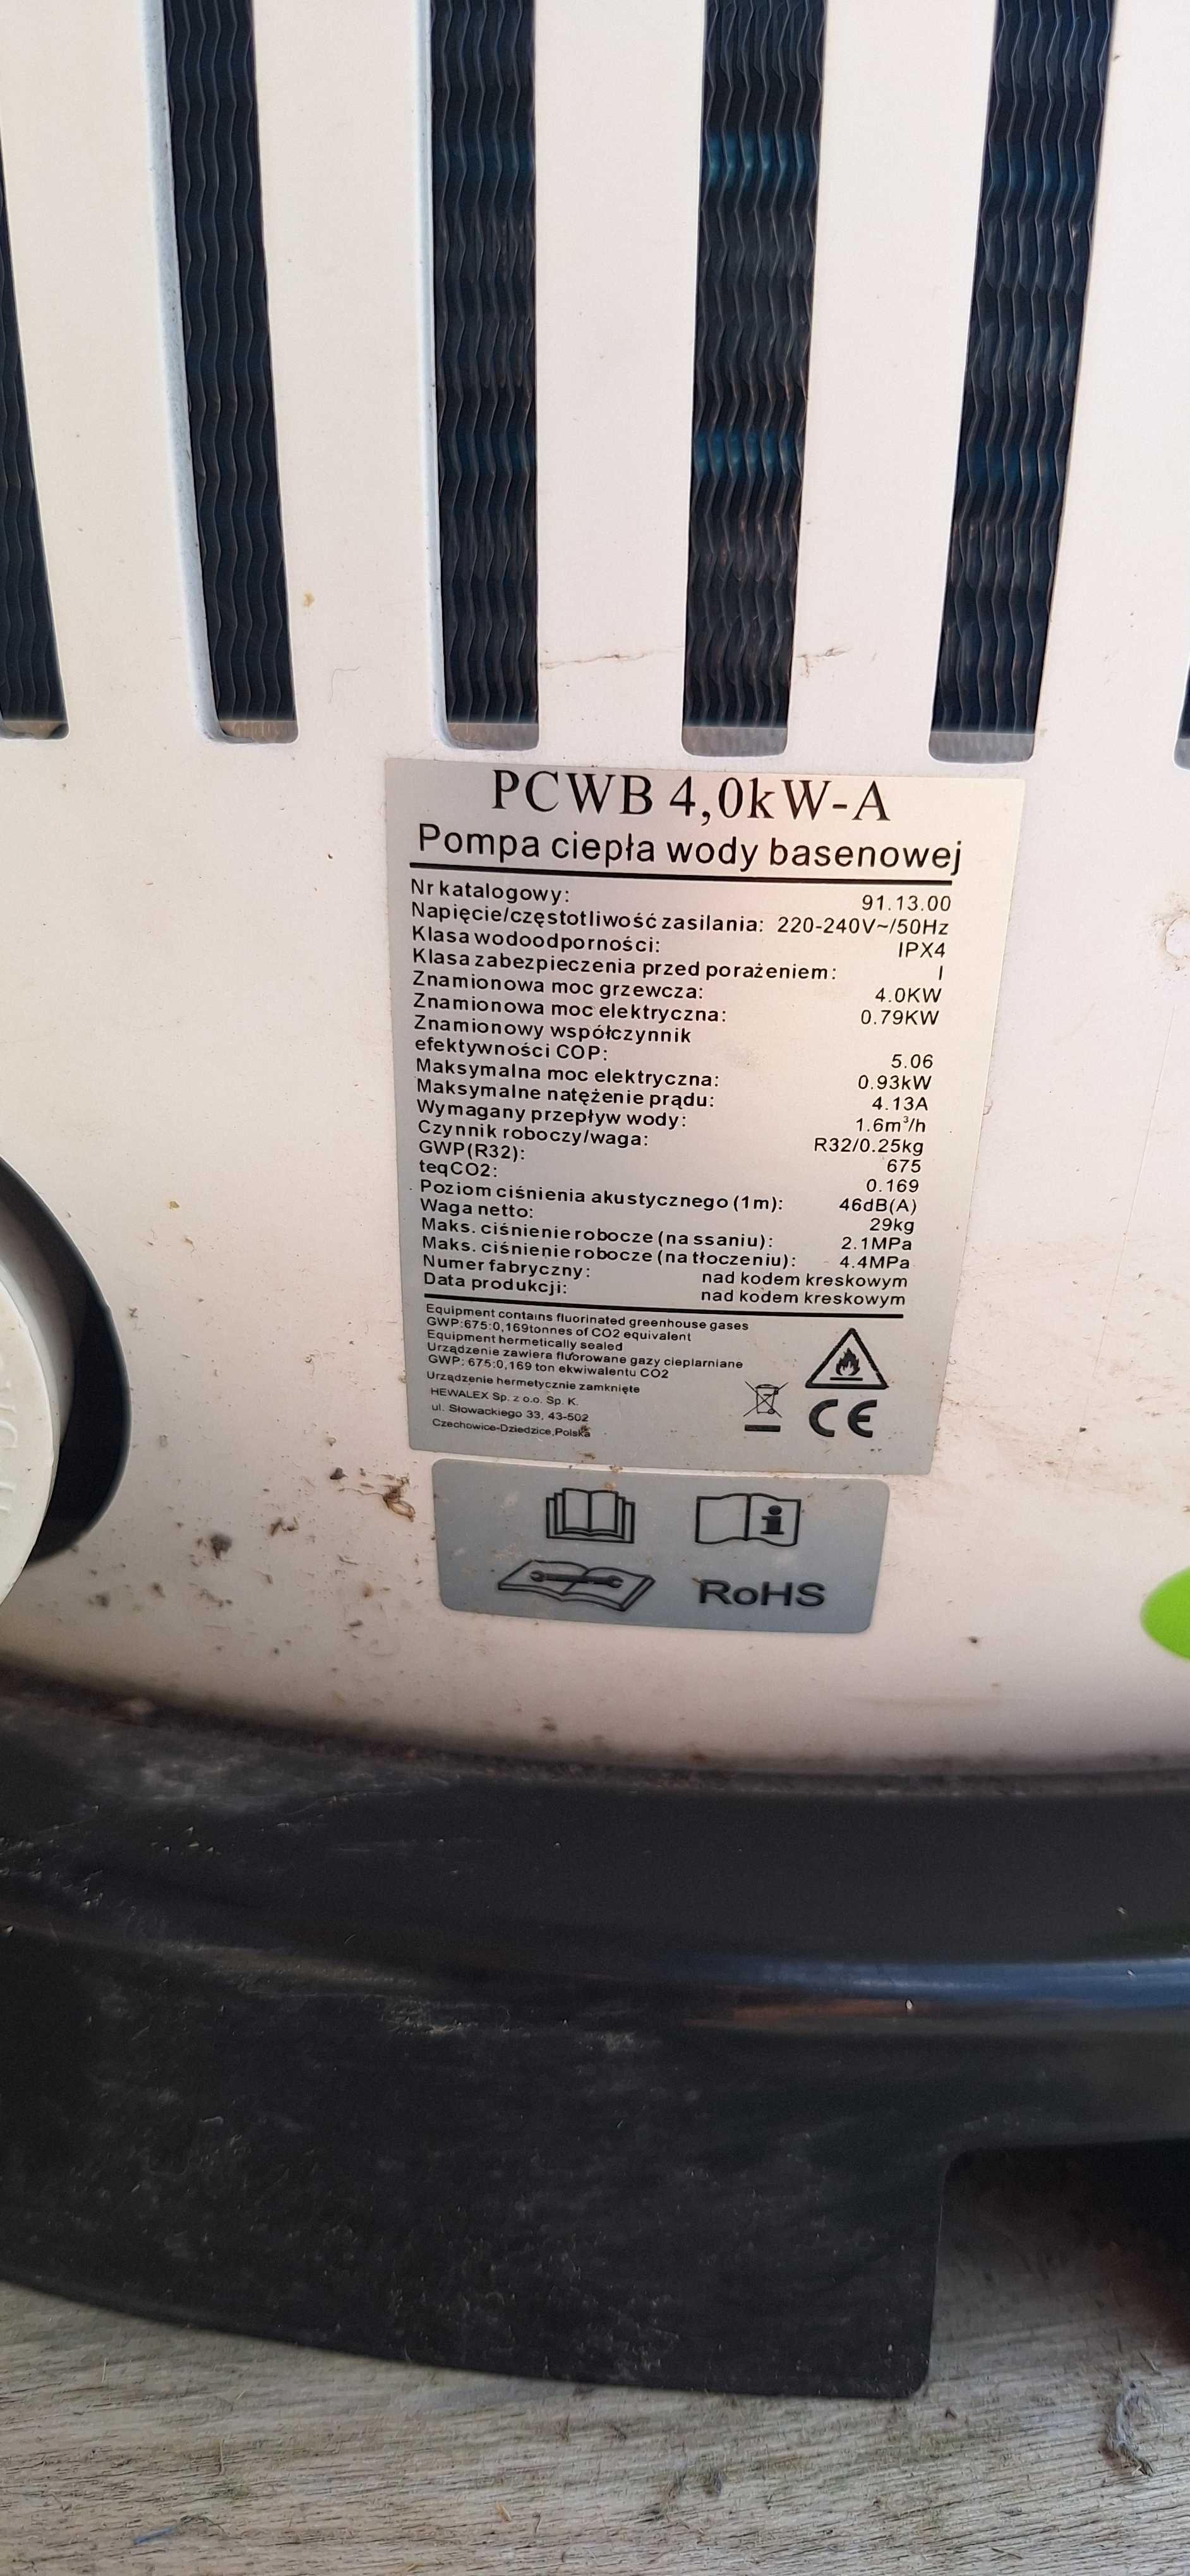 PCWB 4,0kW-A
Pompa ciepła wody basenowej
Nr katalogowy: 91.13.00
Napięcie/częstotliwość zasilania: 220-240V~/50Hz
Klasa wodoodporności: IPX4
Klasa zabezpieczenia przed porażeniem: I
Znamionowa moc grzewcza: 4.0KW
Znamionowa moc elektryczna: 0.79KW
Znamionowy współczynnik
efektywności COP: 5.06
Maksymalna moc elektryczna: 0.93kW
Maksymalne natężenie prądu: 4.13A
Wymagany przepływ wody: 1.6m³/h
Czynnik roboczy/waga: R32/0.25kg
GWP(R32): 675
teqCO2: 0.169
Poziom ciśnienia akustycznego (1m): 46dB(A)
Waga netto: 29kg
Maks. ciśnienie robocze (na ssaniu): 2.1MPa
Maks. ciśnienie robocze (na tłoczeniu): 4.4MPa
Numer fabryczny: nad kodem kreskowym
Data produkcji: nad kodem kreskowym
Equipment contains fluorinated greenhouse gases
GWP:675:0,169tonnes of CO2 equivalent
Equipment hermetically sealed
Urządzenie zawiera fluorowane gazy cieplarniane
GWP: 675:0,169 ton ekwiwalentu CO2
Urządzenie hermetycznie zamknięte
HEWALEX Sp. z o.o. Sp. K.
ul. Słowackiego 33, 43-502
Czechowice-Dziedzice,Polska
CE
i
RoHS